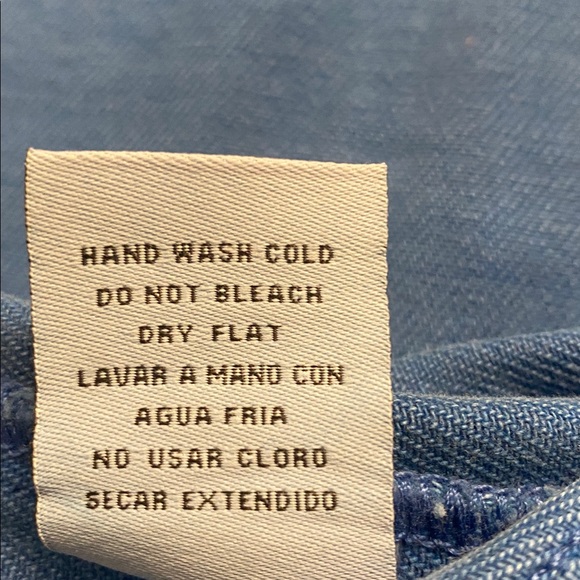 HAND WASH COLD
DO NOT BLEACH
DRY FLAT
LAVAR A MANO CON
AGUA FRIA
NO USAR CLORO
SECAR EXTENDIDO